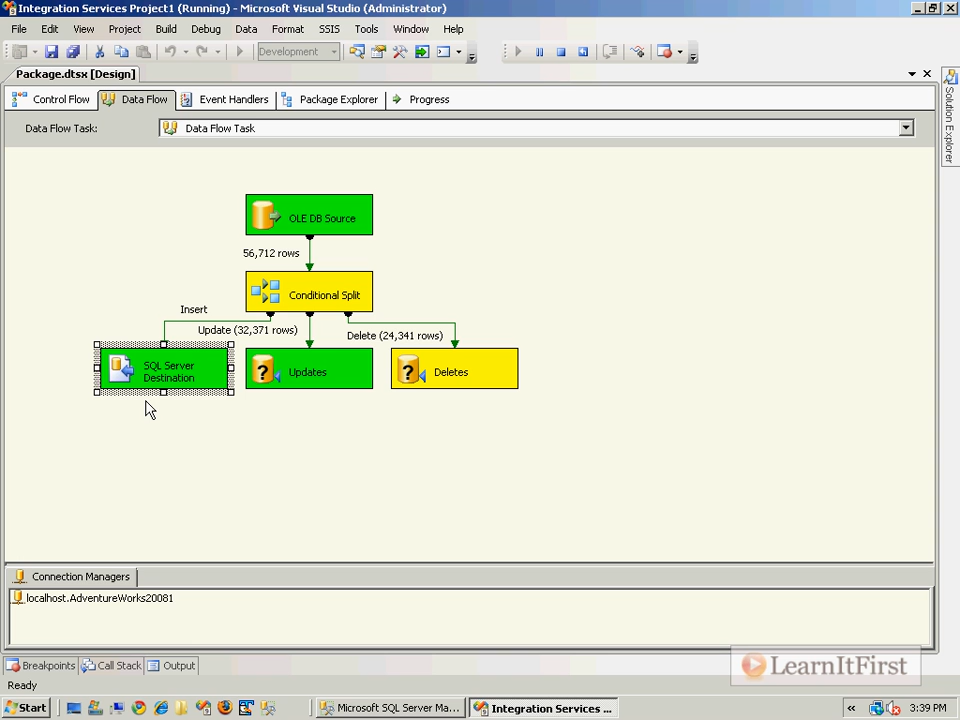 Integration Services Project1 (Running) - Microsoft Visual Studio (Administrator)
File Edit View Project Build Debug Data Format SSIS Tools Window Help
Development
Package.dtsx [Design]
Control Flow Data Flow Event Handlers Package Explorer Progress
Data Flow Task: Data Flow Task
Solution Explorer
OLE DB Source
56,712 rows
Conditional Split
Insert
Update (32,371 rows)
Delete (24,341 rows)
SQL Server
Destination
Updates
Deletes
Connection Managers
localhost.AdventureWorks20081
Breakpoints Call Stack Output
LearnItFirst
Ready
Start Microsoft SQL Server Ma... Integration Services ... « 3:39 PM